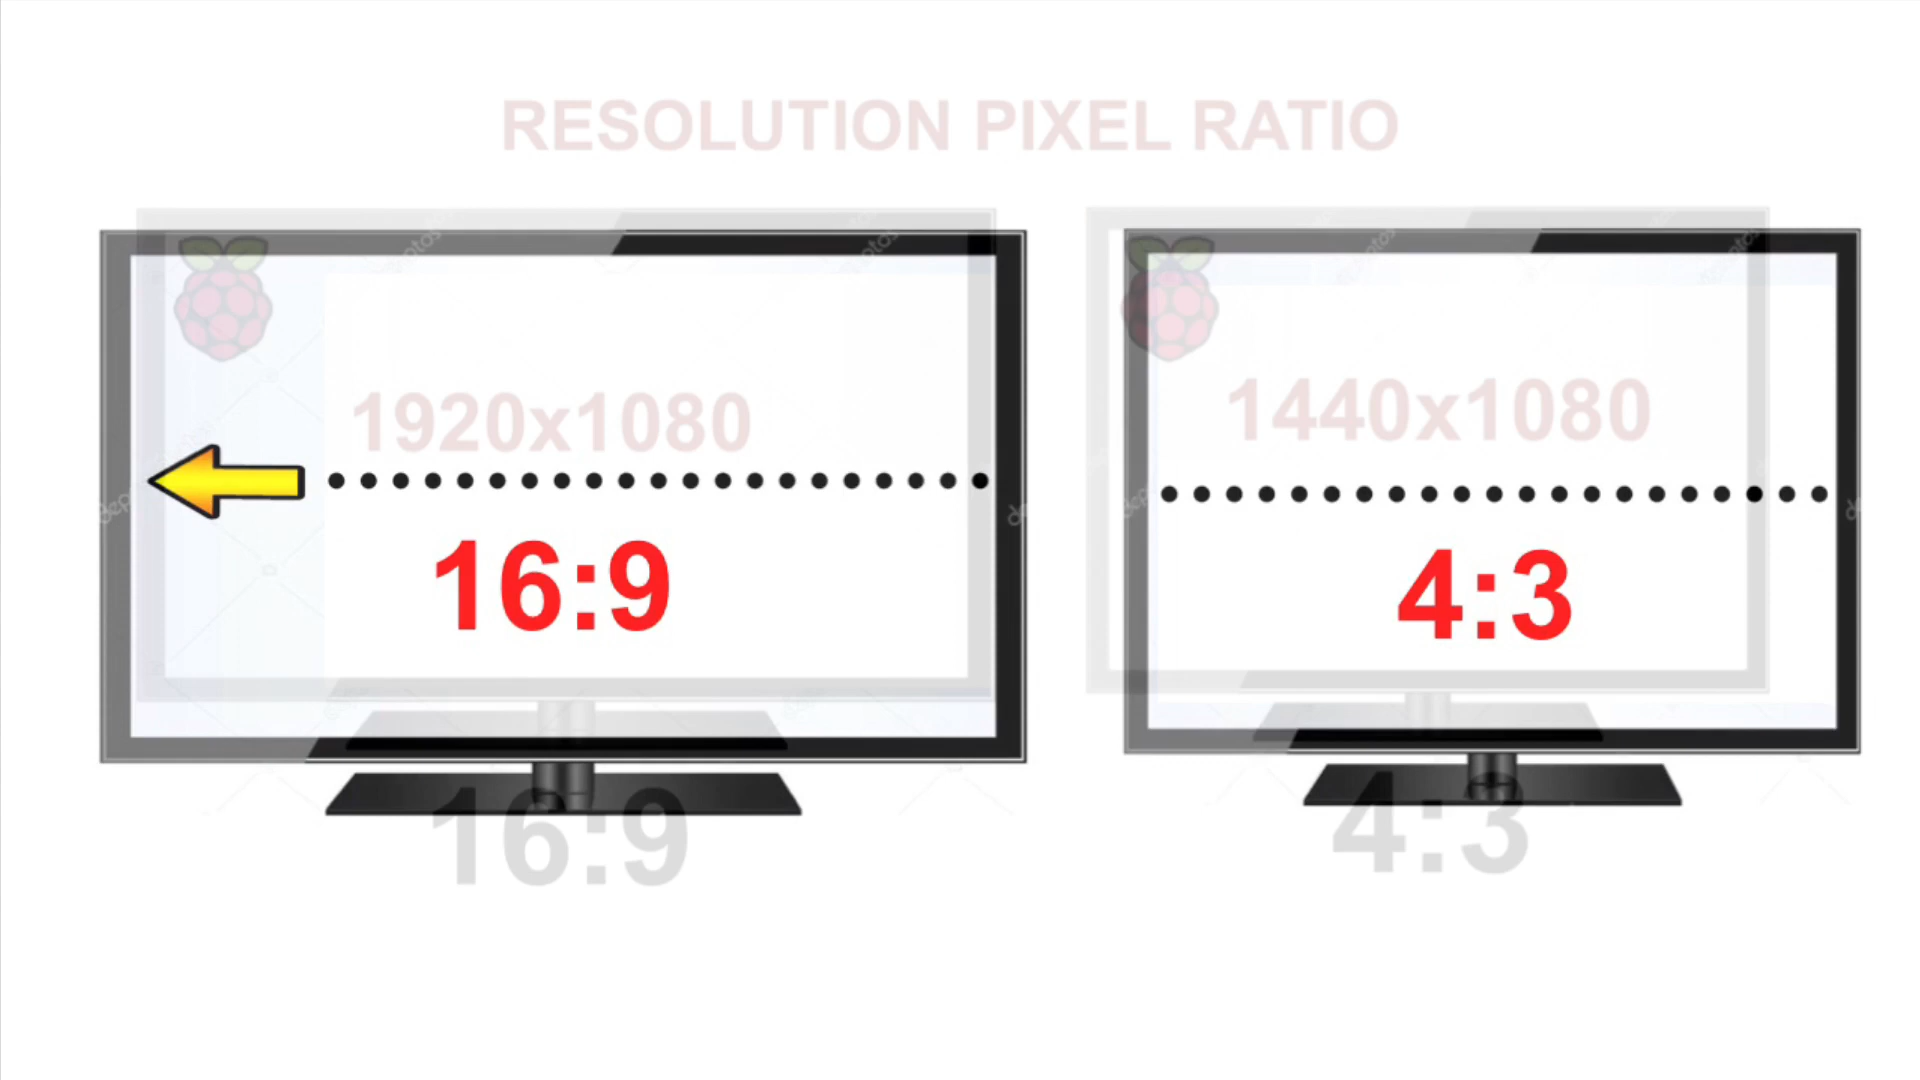 RESOLUTION PIXEL RATIO
1920x1080
1440x1080
16:9
4:3
16:9
4:3